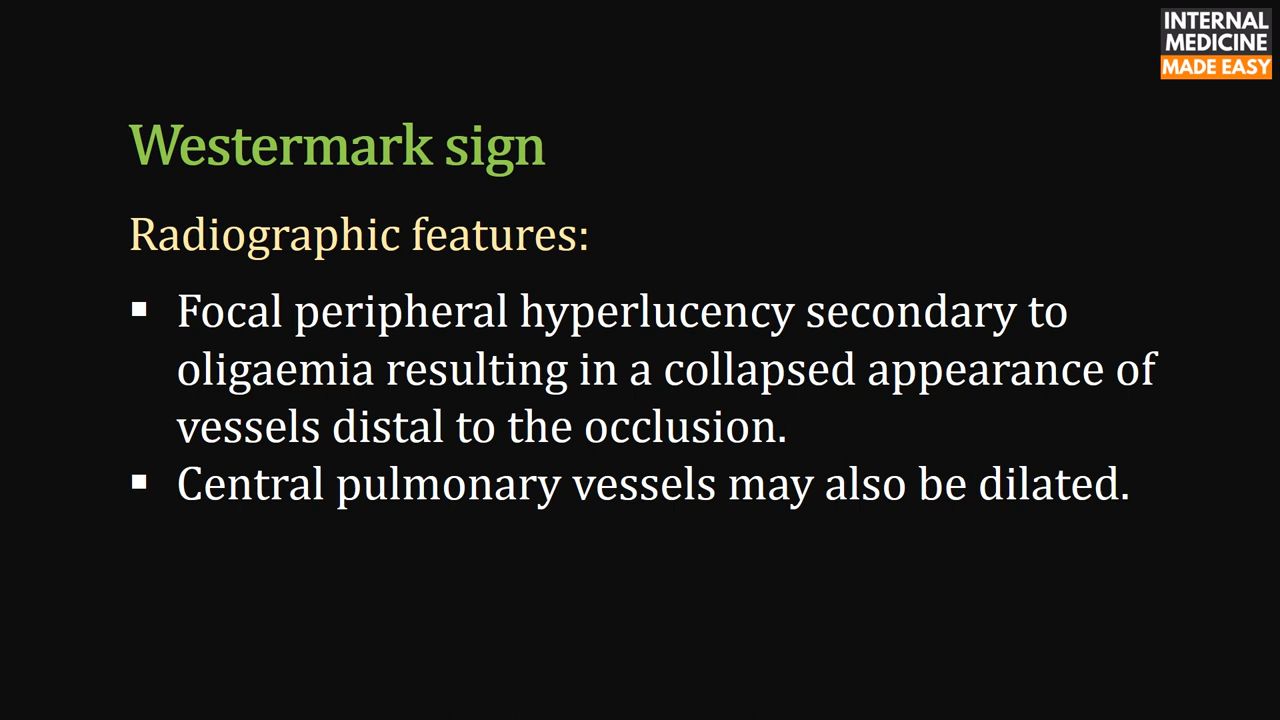 INTERNAL
MEDICINE
MADE EASY
Westermark sign
Radiographic features:
▪ Focal peripheral hyperlucency secondary to
oligaemia resulting in a collapsed appearance of
vessels distal to the occlusion.
▪ Central pulmonary vessels may also be dilated.